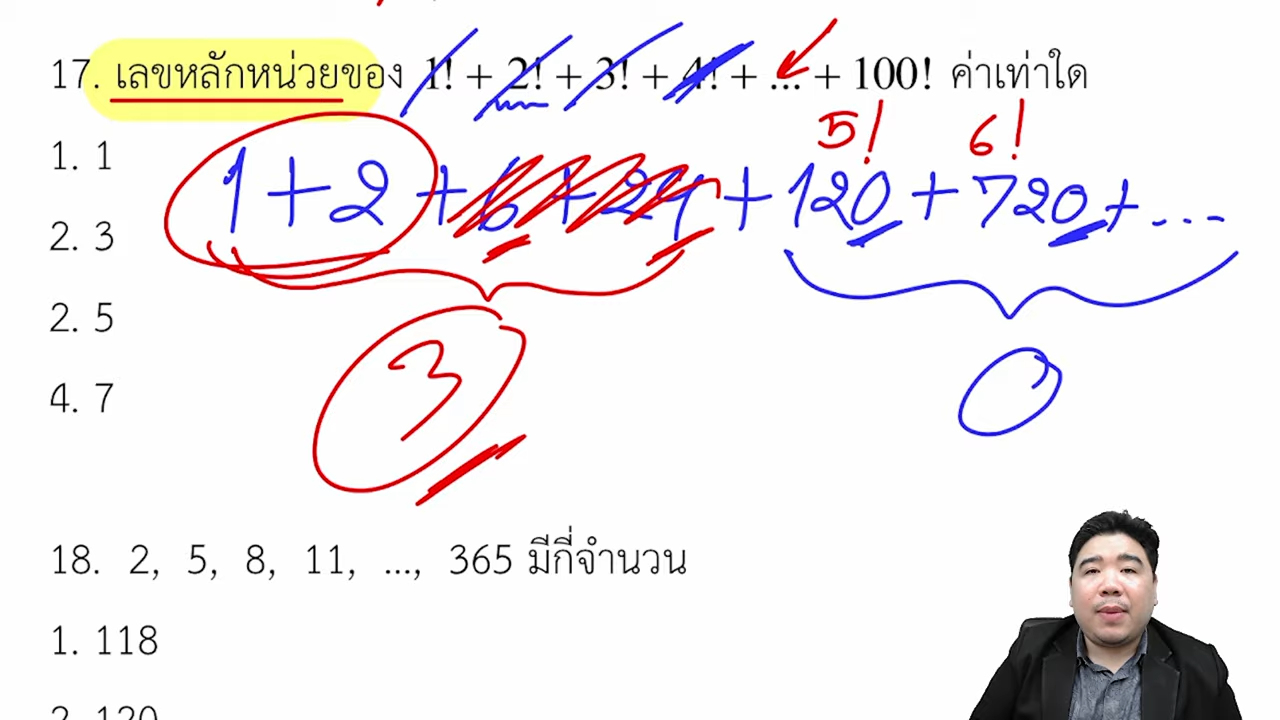 17. เลขหลักหน่วยของ 1! + 2! + 3! + 4! + ... + 100! ค่าเท่าใด
5! 6!
1. 1
1 + 2 + 6 + 24 + 120 + 720 + ...
2. 3
2. 5
3 0
4. 7
18. 2, 5, 8, 11, ..., 365 มีกี่จำนวน
1. 118
2. 120